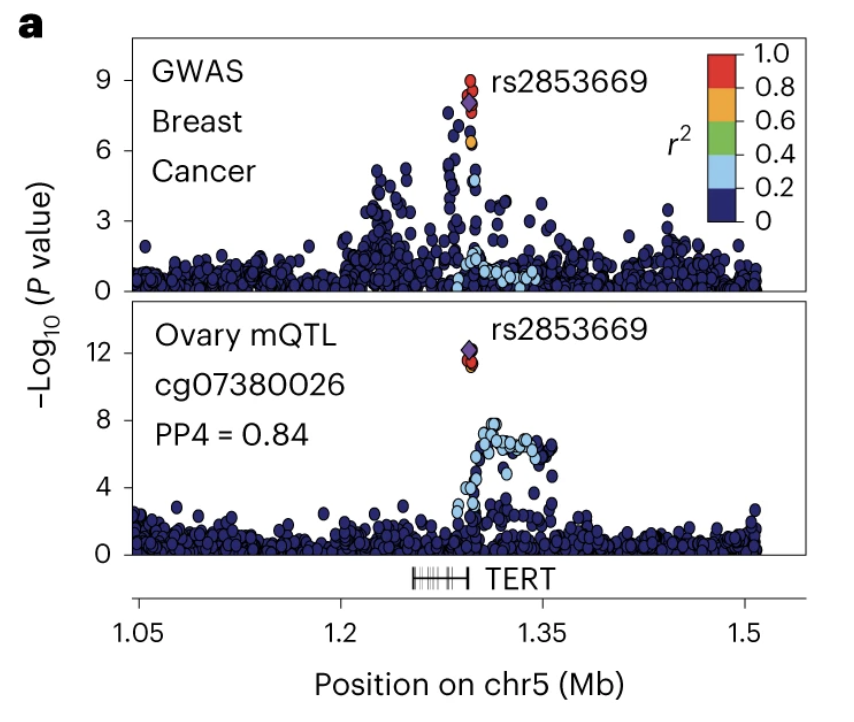 a
GWAS
Breast
Cancer
rs2853669
r²
1.0
0.8
0.6
0.4
0.2
0
9
6
3
0
−Log₁₀ (P value)
Ovary mQTL
cg07380026
PP4 = 0.84
rs2853669
12
8
4
0
TERT
1.05 1.2 1.35 1.5
Position on chr5 (Mb)